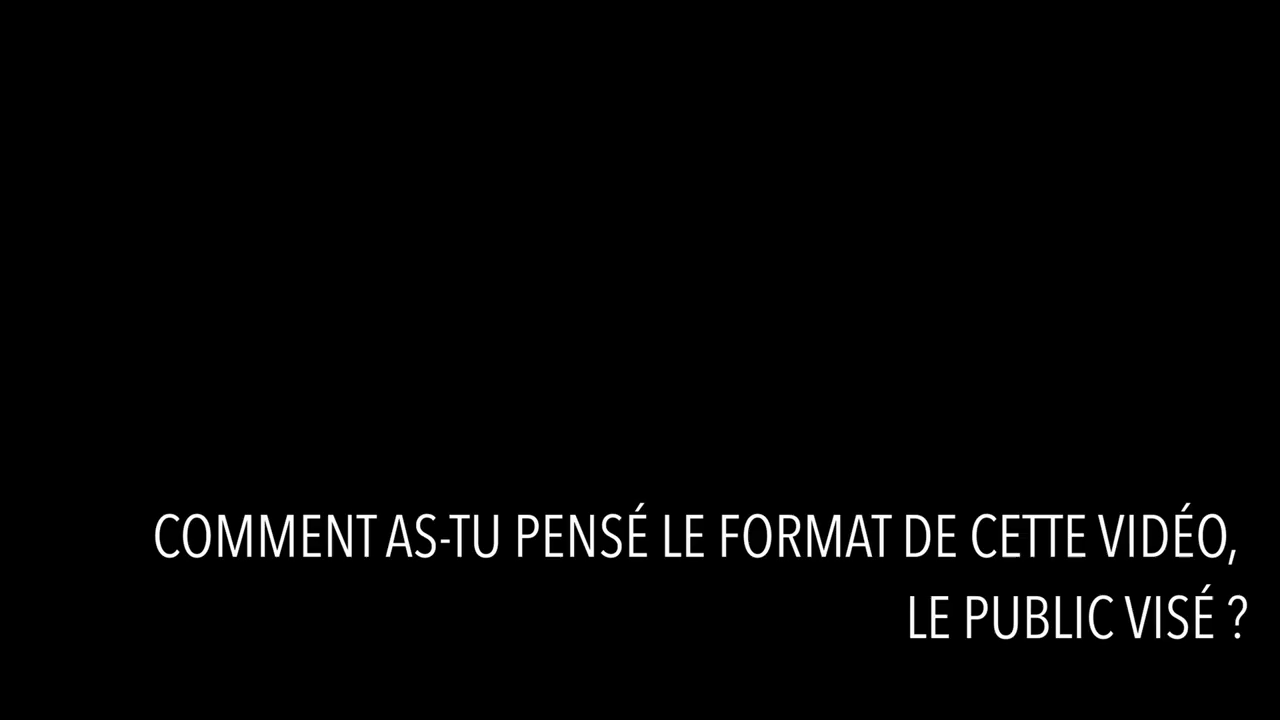 COMMENT AS-TU PENSÉ LE FORMAT DE CETTE VIDÉO,
LE PUBLIC VISÉ ?